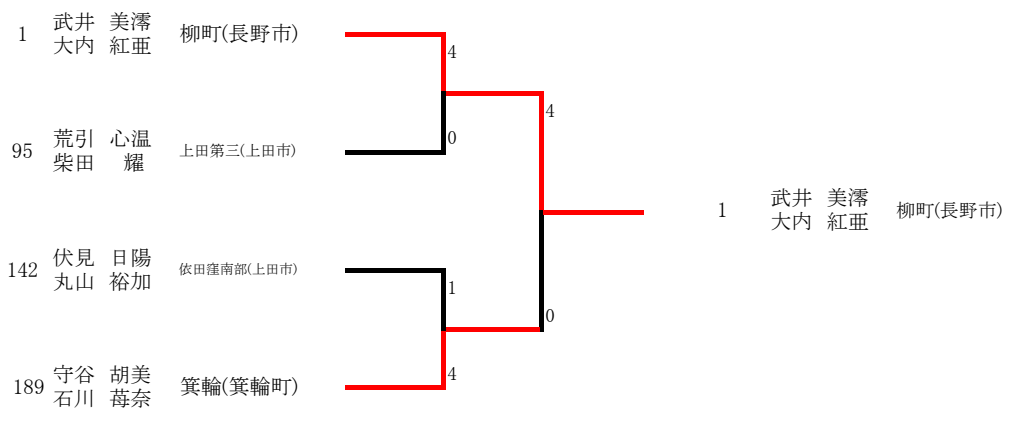 1 武井 美澪 柳町(長野市)
大内 紅亜
4
0
95 荒引 心温 上田第三(上田市)
柴田 耀
4
1 武井 美澪 柳町(長野市)
大内 紅亜
142 伏見 日陽 依田窪南部(上田市)
丸山 裕加
1
0
4
189 守谷 胡美 箕輪(箕輪町)
石川 苺奈